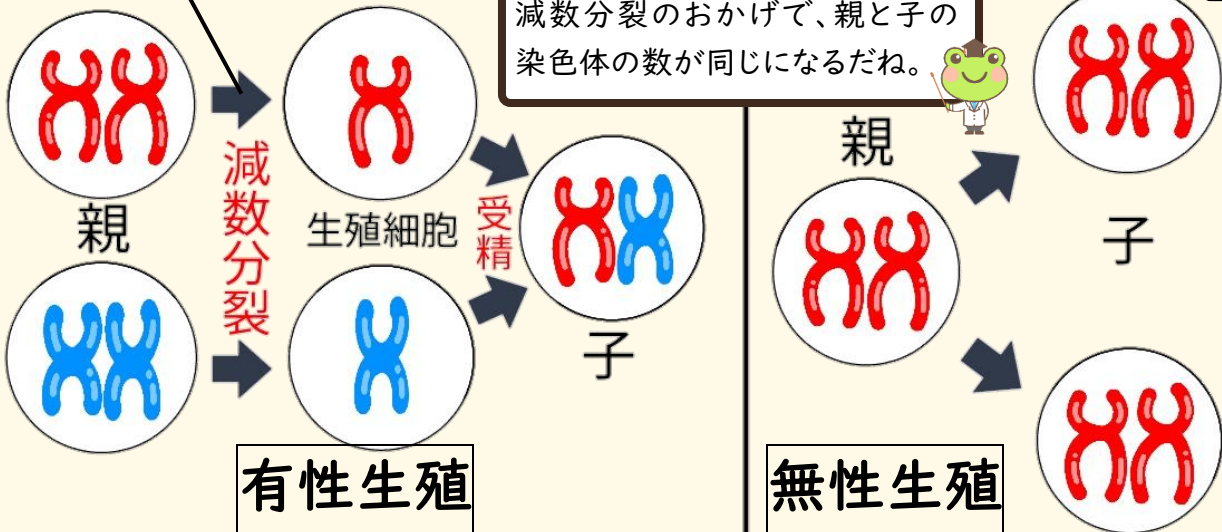 減数分裂のおかげで、親と子の
染色体の数が同じになるだね。
親
減数分裂
生殖細胞
受精
子
有性生殖
親
子
無性生殖